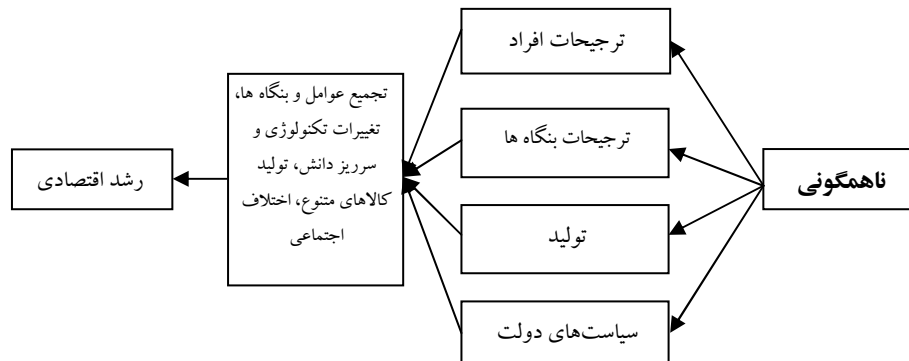 ناهمگونی
ترجیحات افراد
ترجیحات بنگاه ها
تولید
سیاست‌های دولت
تجمیع عوامل و بنگاه ها،
تغییرات تکنولوژی و
سرریز دانش، تولید
کالاهای متنوع، اختلاف
اجتماعی
رشد اقتصادی